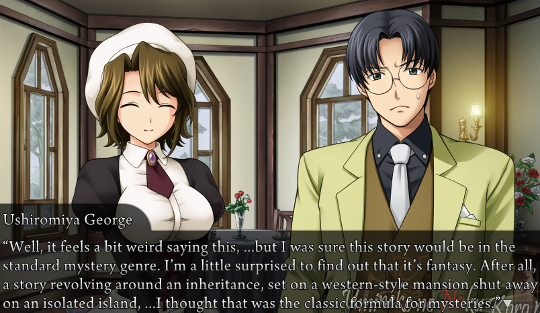 Ushiromiya George
“Well, it feels a bit weird saying this, ...but I was sure this story would be in the
standard mystery genre. I’m a little surprised to find out that it’s fantasy. After all,
a story revolving around an inheritance, set on a western-style mansion shut away
on an isolated island, ...I thought that was the classic formula for mysteries.”